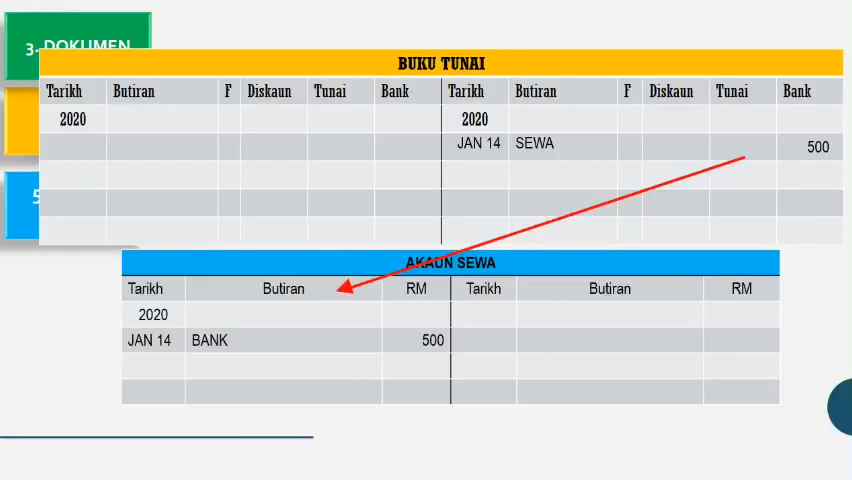 3. DOKUMEN
BUKU TUNAI
Tarikh Butiran F Diskaun Tunai Bank Tarikh Butiran F Diskaun Tunai Bank
2020 2020
JAN 14 SEWA 500
5
AKAUN SEWA
Tarikh Butiran RM Tarikh Butiran RM
2020
JAN 14 BANK 500